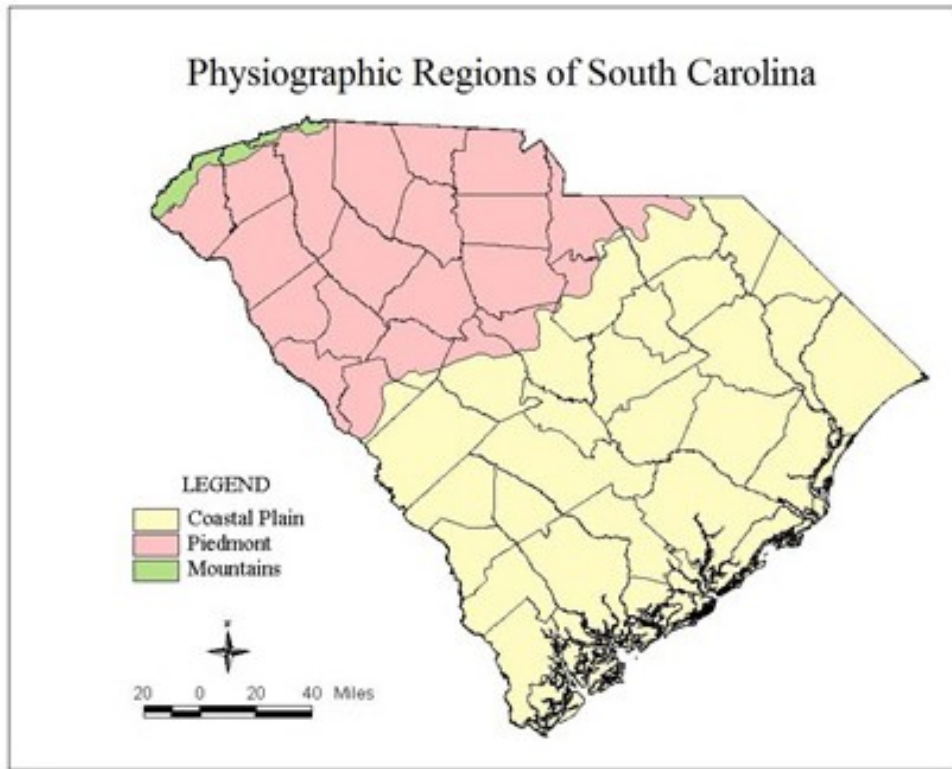 Physiographic Regions of South Carolina
LEGEND
Coastal Plain
Piedmont
Mountains
N
20 0 20 40 Miles